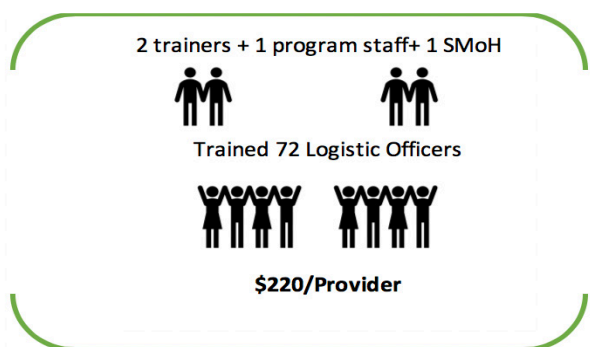 2 trainers + 1 program staff+ 1 SMoH
Trained 72 Logistic Officers
$220/Provider